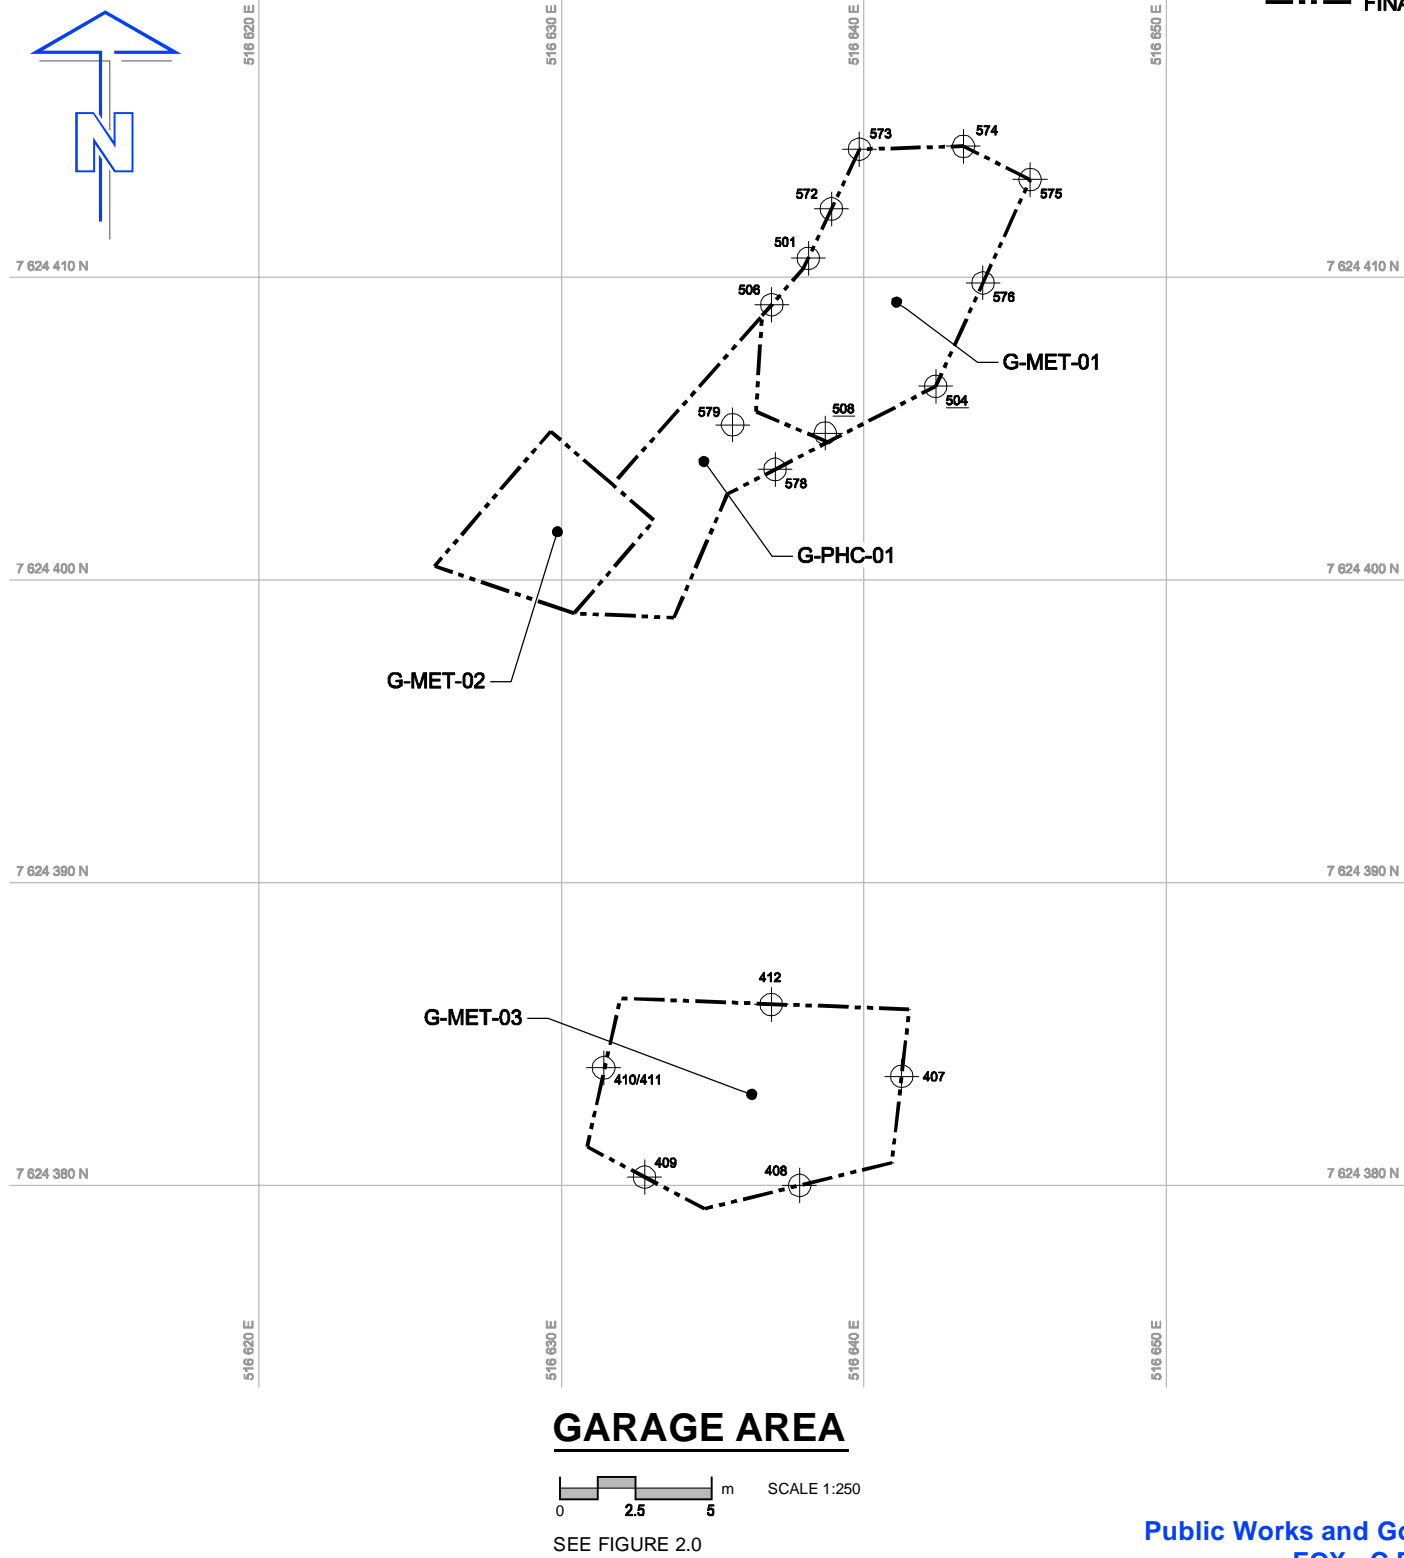 FINA
516 620 E
516 630 E
516 640 E
516 650 E
N
573
574
575
572
501
7 624 410 N
7 624 410 N
506
576
G-MET-01
504
579
508
578
G-PHC-01
7 624 400 N
7 624 400 N
G-MET-02
7 624 390 N
7 624 390 N
412
G-MET-03
410/411
407
409
408
7 624 380 N
7 624 380 N
516 620 E
516 630 E
516 640 E
516 650 E
GARAGE AREA
m SCALE 1:250
0 2.5 5
SEE FIGURE 2.0
Public Works and Go